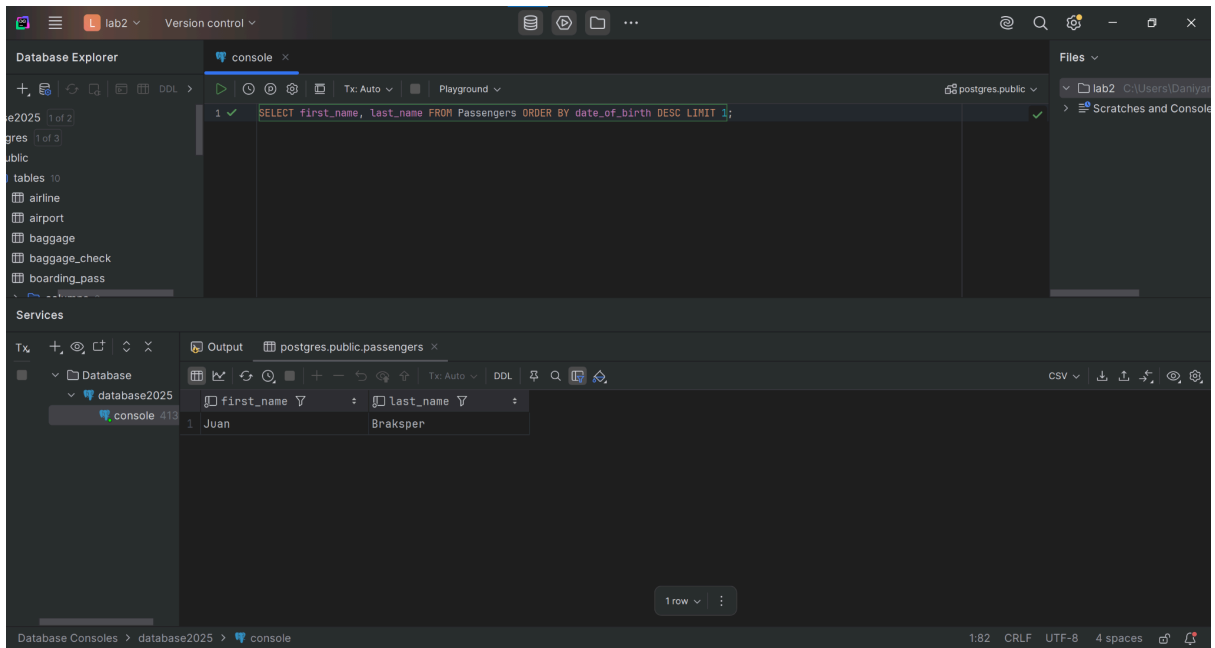 L lab2 Version control
Database Explorer
console
Files
DDL
Tx: Auto
Playground
postgres.public
se2025 1 of 2
gres 1 of 3
ublic
tables 10
airline
airport
baggage
baggage_check
boarding_pass
1 SELECT first_name, last_name FROM Passengers ORDER BY date_of_birth DESC LIMIT 1;
lab2 C:\Users\Daniyar
Scratches and Console
Services
Tx
Output
postgres.public.passengers
Database
database2025
console 413
Tx: Auto
DDL
CSV
first_name
last_name
1 Juan Braksper
1 row
Database Consoles > database2025 > console
1:82 CRLF UTF-8 4 spaces